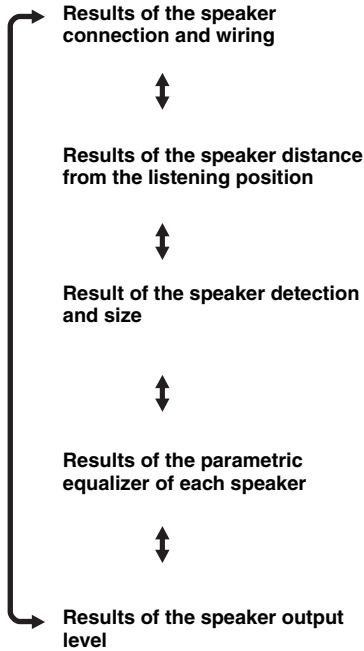 Results of the speaker
connection and wiring
Results of the speaker distance
from the listening position
Result of the speaker detection
and size
Results of the parametric
equalizer of each speaker
Results of the speaker output
level